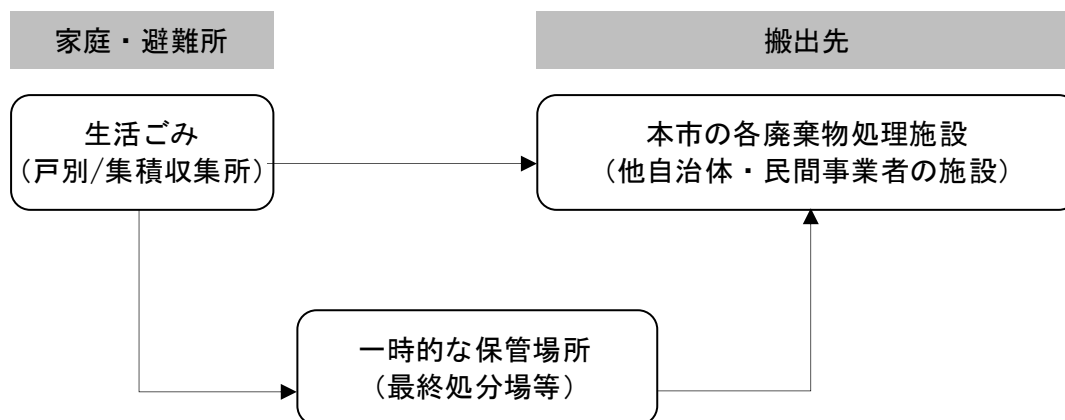 家庭・避難所
搬出先
生活ごみ
（戸別/集積収集所）
本市の各廃棄物処理施設
（他自治体・民間事業者の施設）
一時的な保管場所
（最終処分場等）